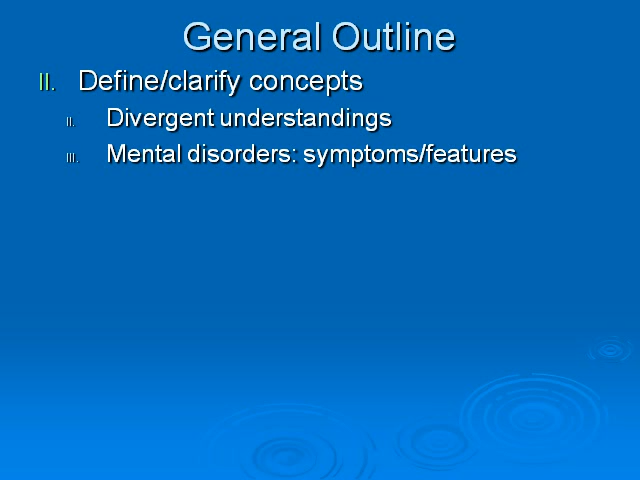 General Outline
II. Define/clarify concepts
II. Divergent understandings
III. Mental disorders: symptoms/features